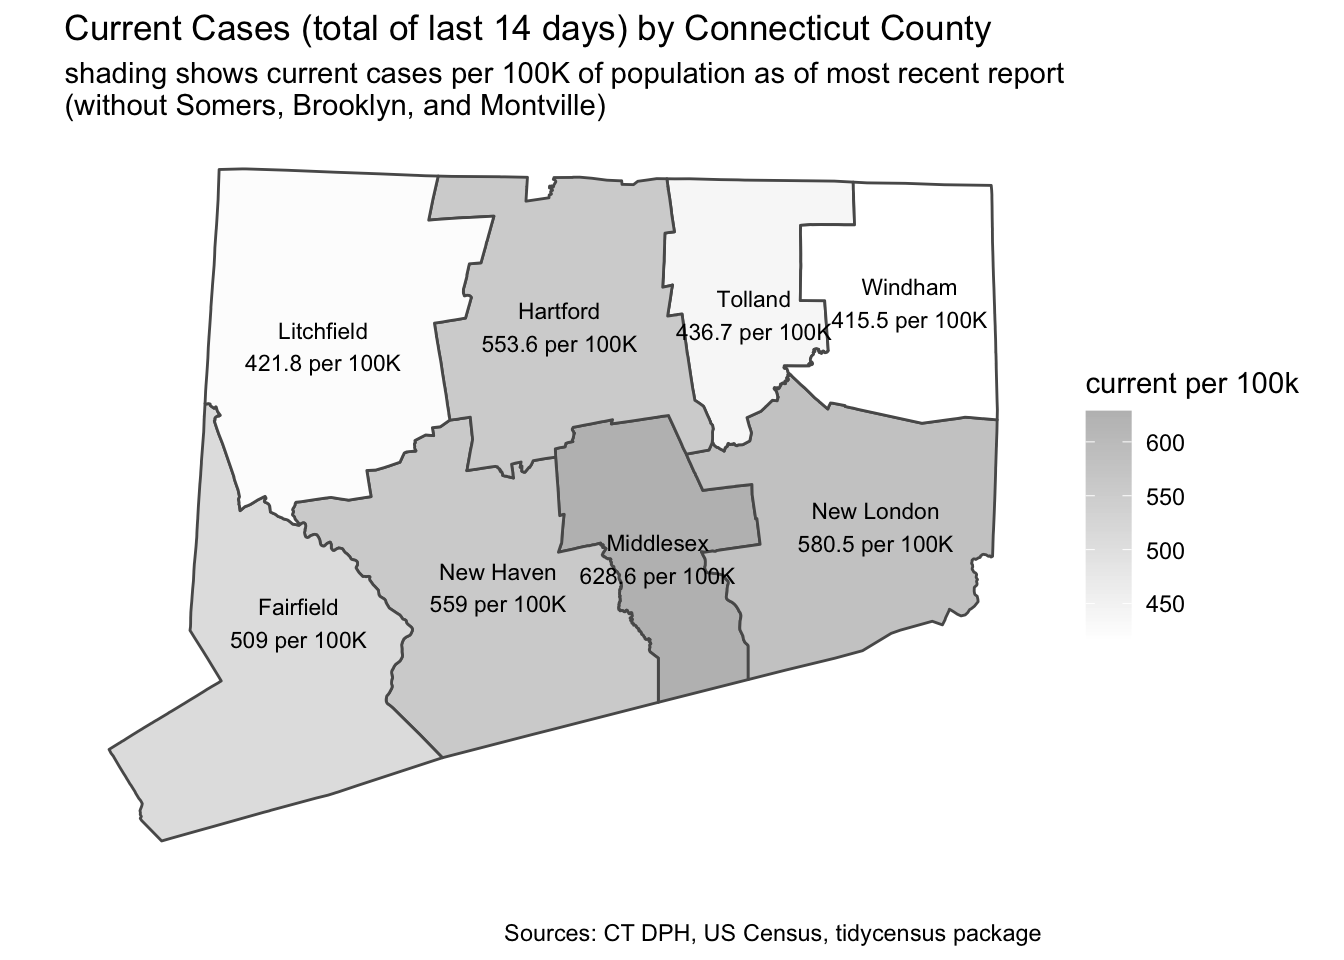 Current Cases (total of last 14 days) by Connecticut County
shading shows current cases per 100K of population as of most recent report
(without Somers, Brooklyn, and Montville)
Litchfield
421.8 per 100K
Hartford
553.6 per 100K
Tolland
436.7 per 100K
Windham
415.5 per 100K
New London
580.5 per 100K
Middlesex
628.6 per 100K
New Haven
559 per 100K
Fairfield
509 per 100K
current per 100k
600
550
500
450
Sources: CT DPH, US Census, tidycensus package